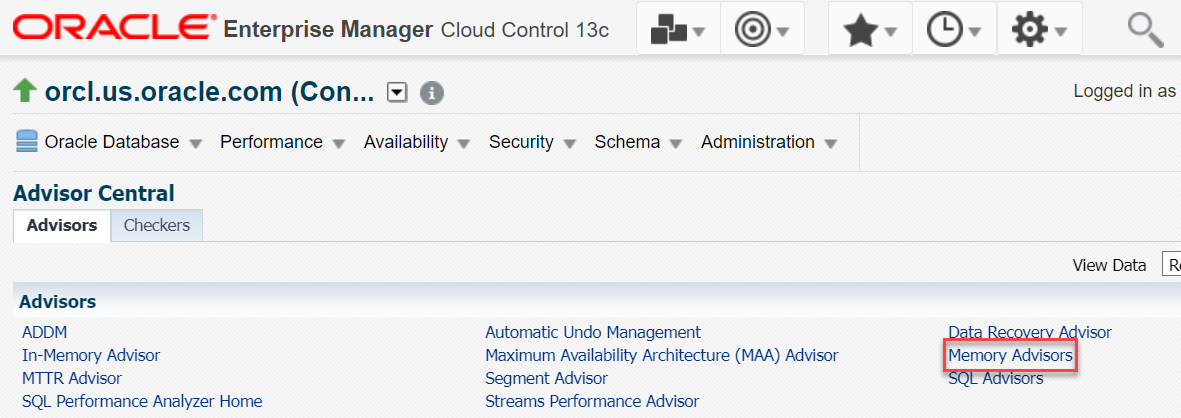 ORACLE Enterprise Manager Cloud Control 13c
orcl.us.oracle.com (Con...
Logged in as
Oracle Database Performance Availability Security Schema Administration
Advisor Central
Advisors Checkers
View Data
Advisors
ADDM Automatic Undo Management Data Recovery Advisor
In-Memory Advisor Maximum Availability Architecture (MAA) Advisor Memory Advisors
MTTR Advisor Segment Advisor SQL Advisors
SQL Performance Analyzer Home Streams Performance Advisor